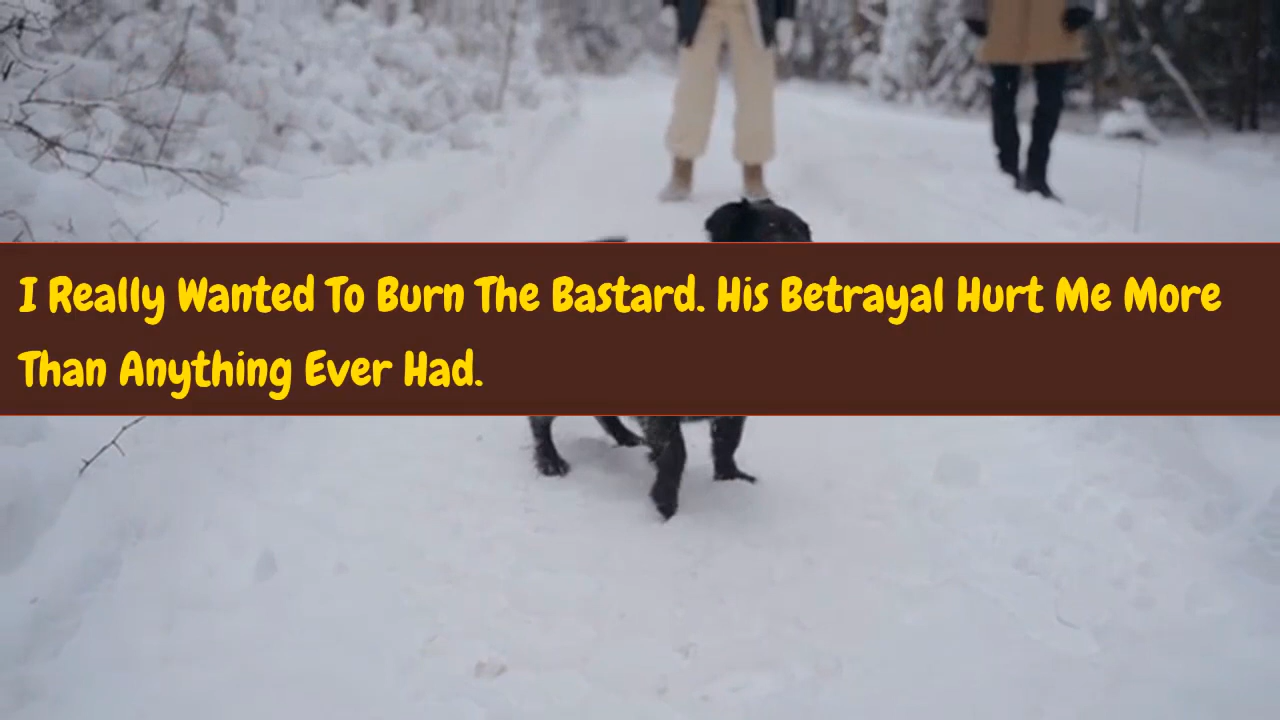 I Really Wanted To Burn The Bastard. His Betrayal Hurt Me More
Than Anything Ever Had.